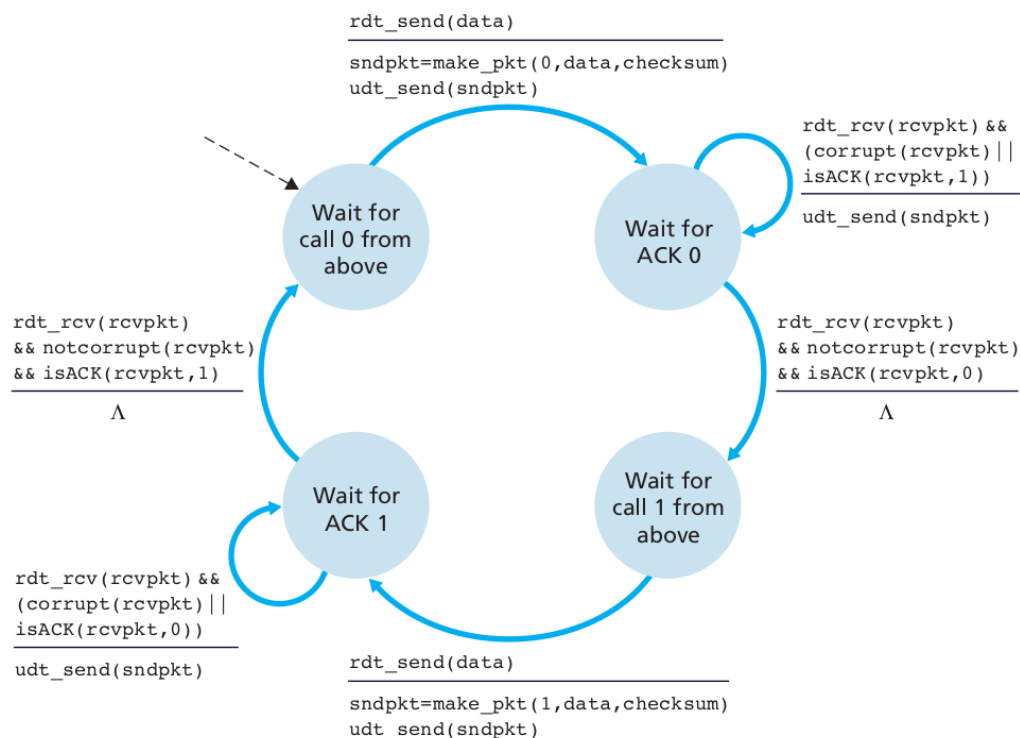 rdt_send(data)
sndpkt=make_pkt(0,data,checksum)
udt_send(sndpkt)
rdt_rcv(rcvpkt) &&
(corrupt(rcvpkt)||
isACK(rcvpkt,1))
udt_send(sndpkt)
Wait for
call 0 from
above
Wait for
ACK 0
rdt_rcv(rcvpkt)
&& notcorrupt(rcvpkt)
&& isACK(rcvpkt,1)
Λ
rdt_rcv(rcvpkt)
&& notcorrupt(rcvpkt)
&& isACK(rcvpkt,0)
Λ
Wait for
ACK 1
Wait for
call 1 from
above
rdt_rcv(rcvpkt) &&
(corrupt(rcvpkt)||
isACK(rcvpkt,0))
udt_send(sndpkt)
rdt_send(data)
sndpkt=make_pkt(1,data,checksum)
udt_send(sndpkt)